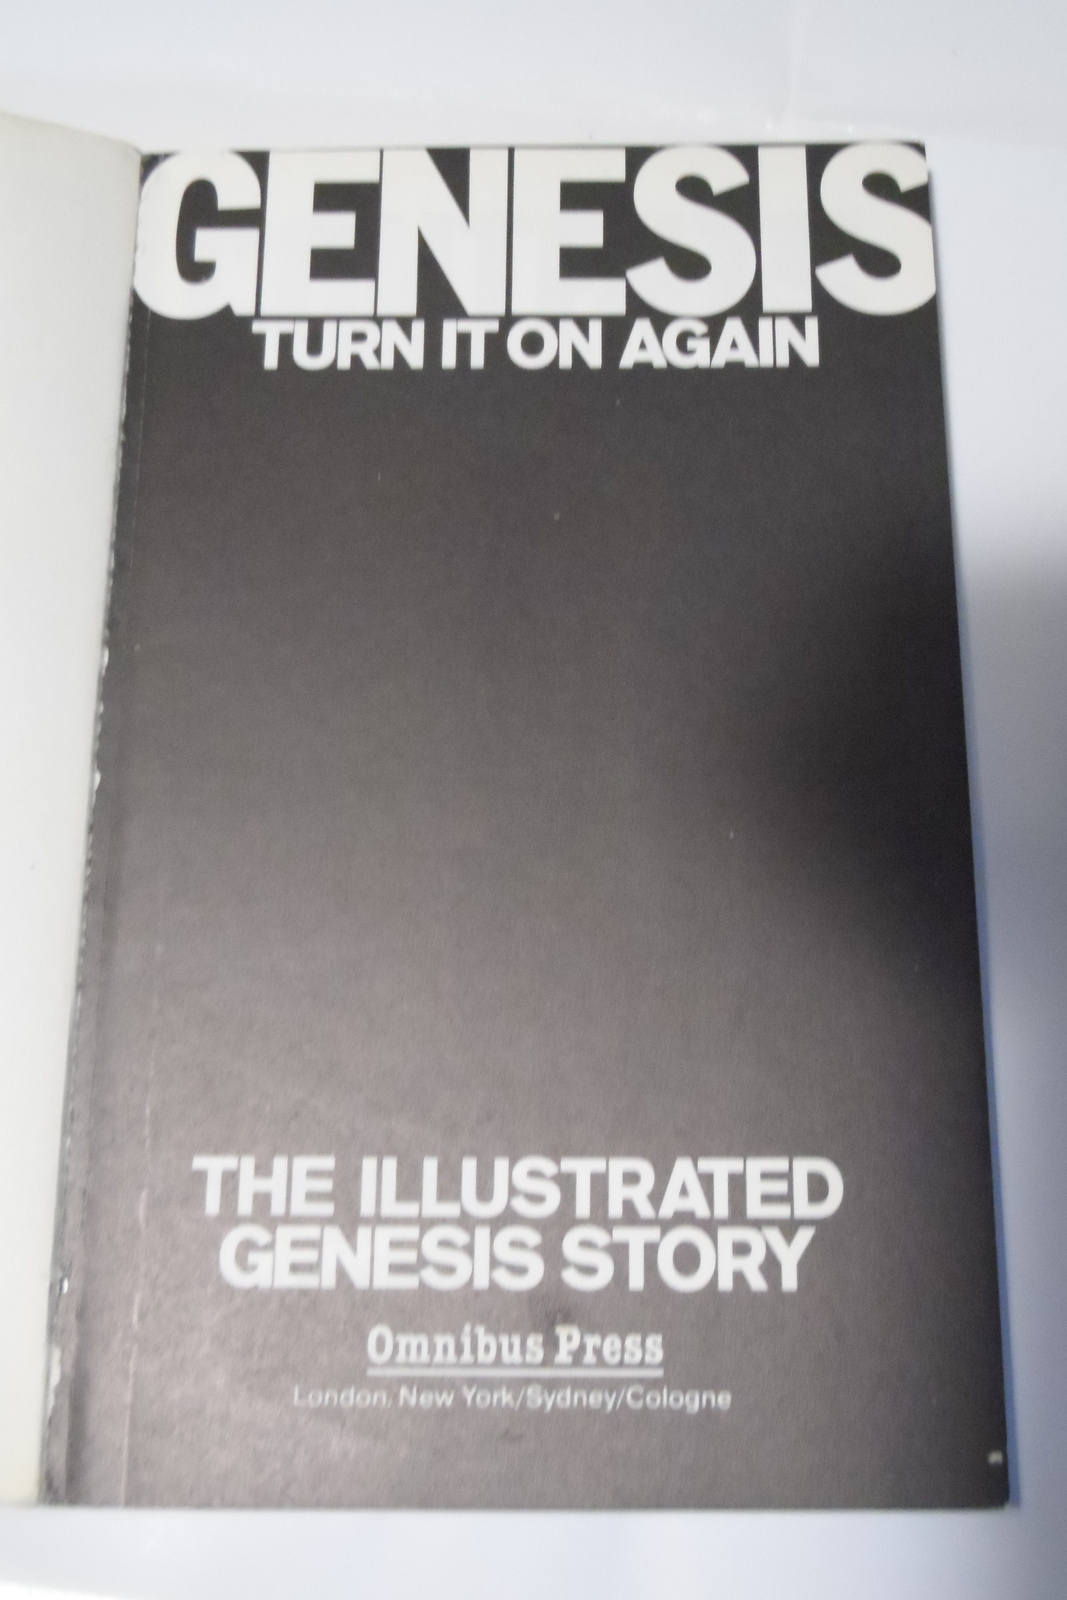 GENESIS
TURN IT ON AGAIN
THE ILLUSTRATED
GENESIS STORY
Omnibus Press
London, New York/Sydney/Cologne